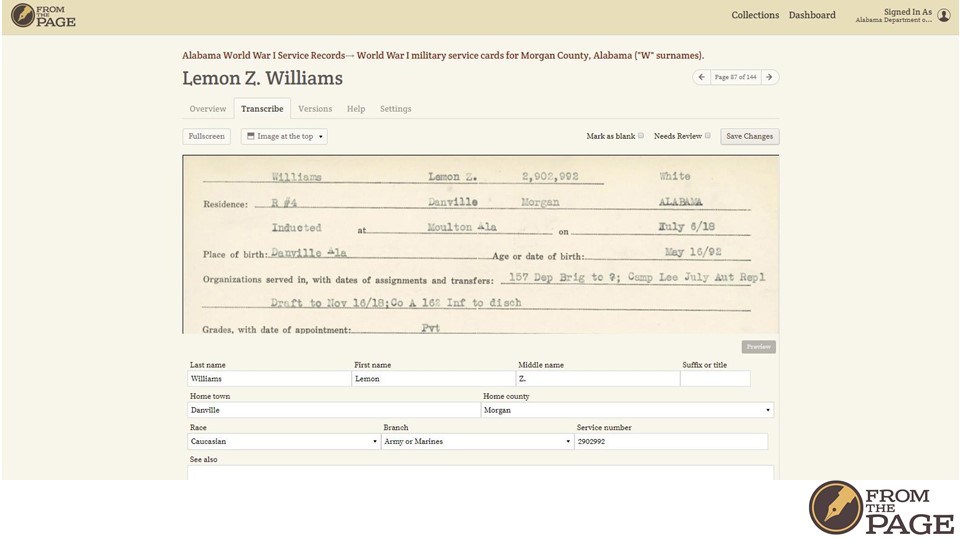 FROM THE PAGE
Collections Dashboard
Signed In As
Alabama Department o...
Alabama World War I Service Records→ World War I military service cards for Morgan County, Alabama ("W" surnames).
Lemon Z. Williams
← Page 87 of 144 →
Overview Transcribe Versions Help Settings
Fullscreen Image at the top Mark as blank Needs Review Save Changes
Williams Lemon Z. 2,902,992 White
Residence: R #4 Danville Morgan ALABAMA
Inducted at Moulton Ala on July 6/18
Place of birth: Danville Ala Age or date of birth: May 16/92
Organizations served in, with dates of assignments and transfers: 157 Dep Brig to ?; Camp Lee July Aut Repl
Draft to Nov 16/18;Co A 162 Inf to disch
Grades, with date of appointment: Pvt
Preview
Last name First name Middle name Suffix or title
Williams Lemon Z.
Home town Home county
Danville Morgan
Race Branch Service number
Caucasian Army or Marines 2902992
See also
FROM THE PAGE